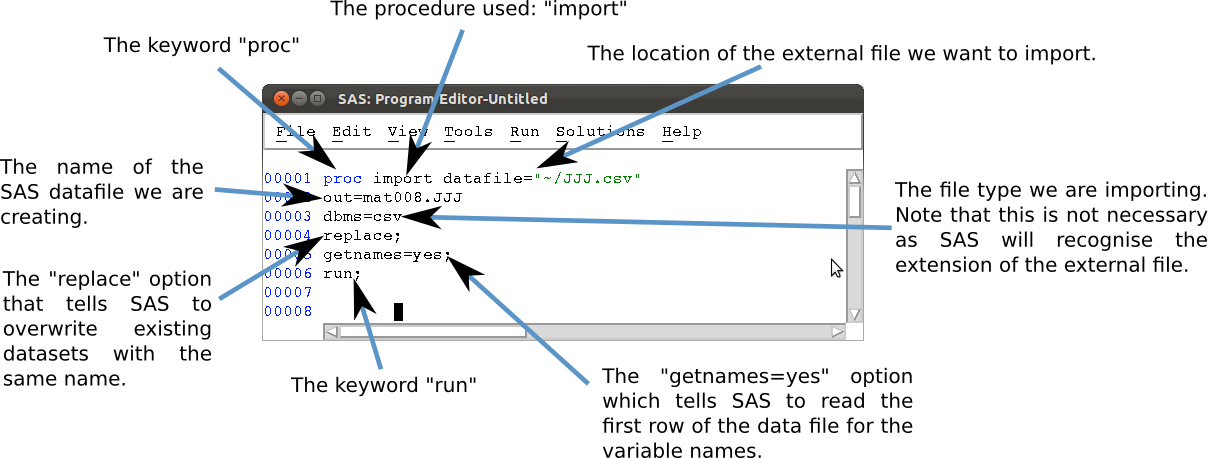 The procedure used: "import"
The keyword "proc"
The location of the external file we want to import.
SAS: Program Editor-Untitled
File Edit View Tools Run Solutions Help
The name of the
SAS datafile we are
creating.
00001 proc import datafile="~/JJJ.csv"
out=mat008.JJJ
00003 dbms=csv
00004 replace;
getnames=yes;
00006 run;
00007
00008
The file type we are importing.
Note that this is not necessary
as SAS will recognise the
extension of the external file.
The "replace" option
that tells SAS to
overwrite existing
datasets with the
same name.
The keyword "run"
The "getnames=yes" option
which tells SAS to read the
first row of the data file for the
variable names.